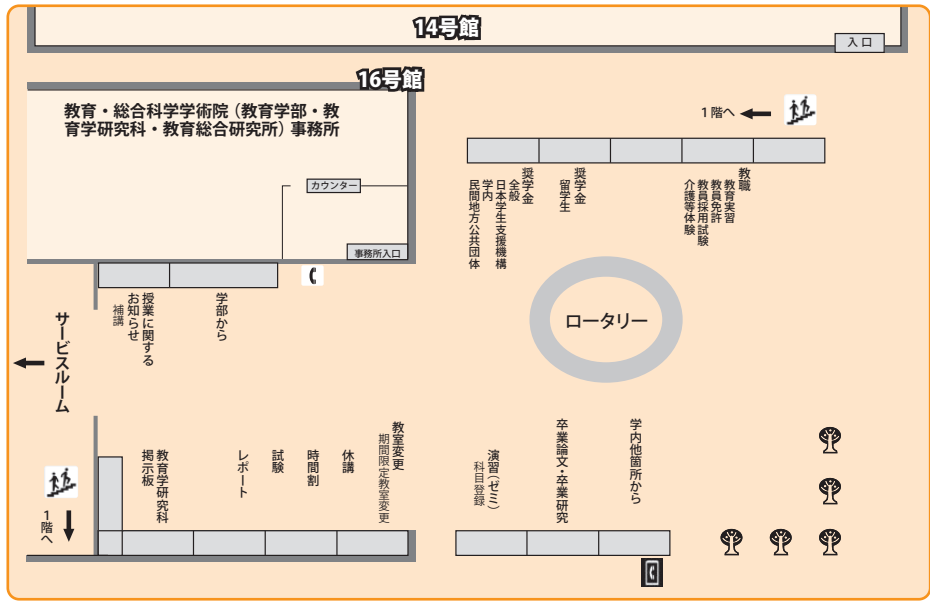 14号館
入口
16号館
教育・総合科学学術院（教育学部・教
育学研究科・教育総合研究所）事務所
カウンター
事務所入口
1階へ
奨学金
全般
日本学生支援機構
学内
民間地方公共団体
奨学金
留学生
教職
教育実習
教員免許
教員採用試験
介護等体験
授業に関する
お知らせ
補講
学部から
サービスルーム
ロータリー
1階へ
教育学研究科
掲示板
レポート
試験
時間割
休講
教室変更
期間限定教室変更
演習（ゼミ）
科目登録
卒業論文・卒業研究
学内他箇所から